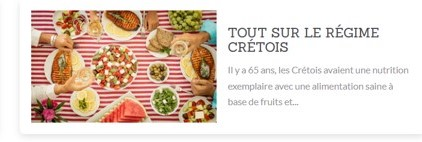 TOUT SUR LE RÉGIME
CRÉTOIS
Il y a 65 ans, les Crétois avaient une nutrition
exemplaire avec une alimentation saine à
base de fruits et...